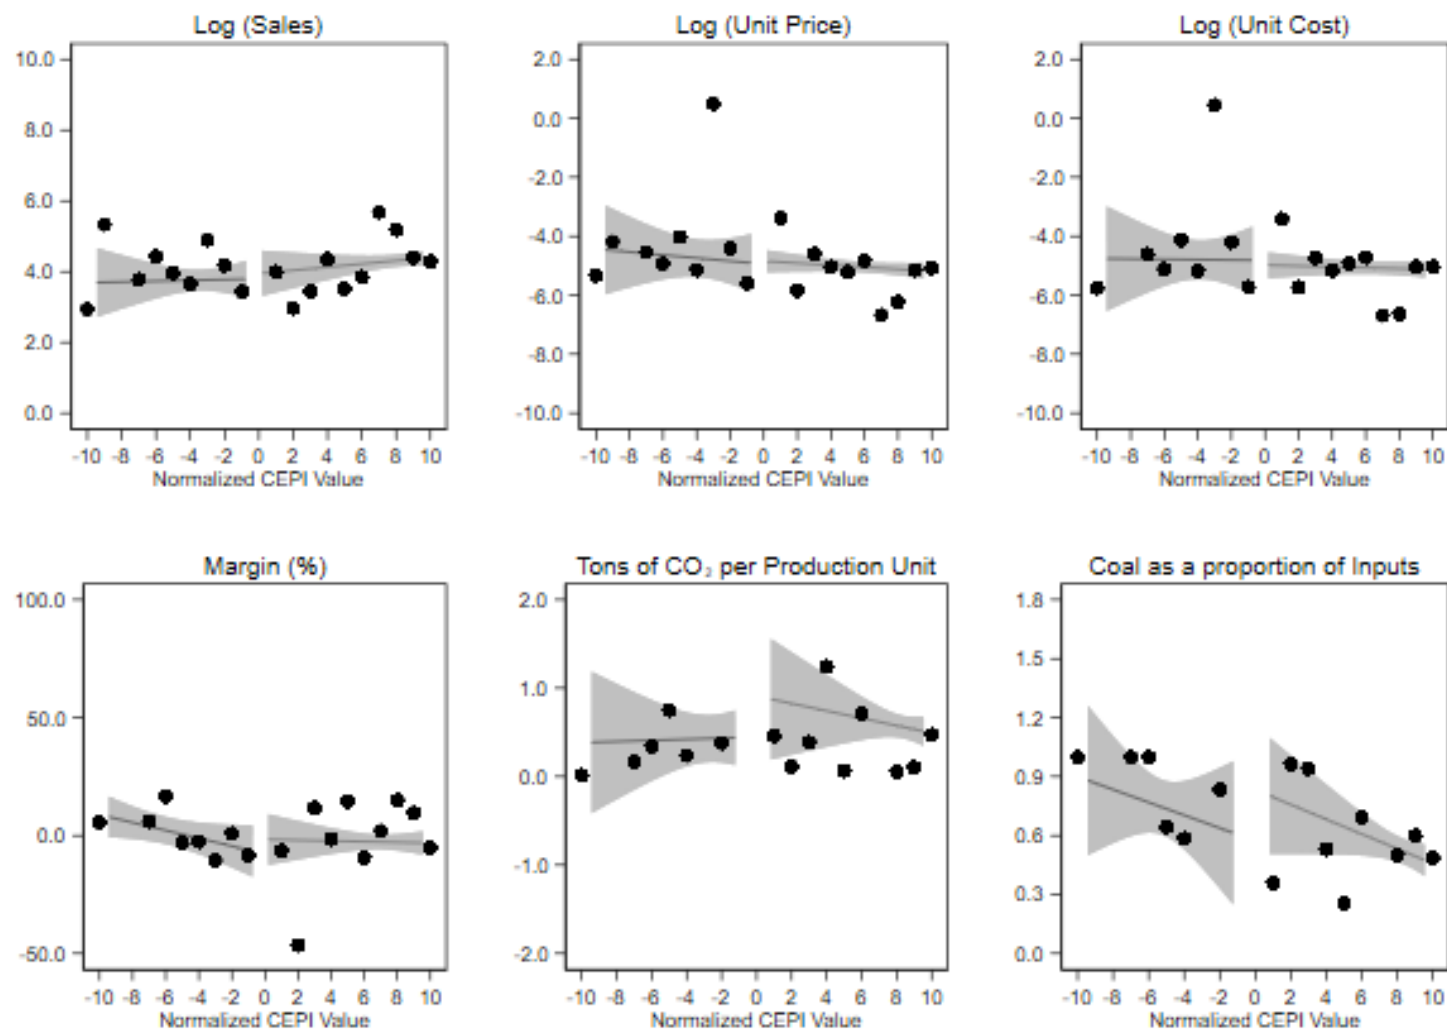 Log (Sales)
10.0
8.0
6.0
4.0
2.0
0.0
-10 -8 -6 -4 -2 0 2 4 6 8 10
Normalized CEPI Value
Log (Unit Price)
2.0
0.0
-2.0
-4.0
-6.0
-8.0
-10.0
-10 -8 -6 -4 -2 0 2 4 6 8 10
Normalized CEPI Value
Log (Unit Cost)
2.0
0.0
-2.0
-4.0
-6.0
-8.0
-10.0
-10 -8 -6 -4 -2 0 2 4 6 8 10
Normalized CEPI Value
Margin (%)
100.0
50.0
0.0
-50.0
-10 -8 -6 -4 -2 0 2 4 6 8 10
Normalized CEPI Value
Tons of CO₂ per Production Unit
2.0
1.0
0.0
-1.0
-2.0
-10 -8 -6 -4 -2 0 2 4 6 8 10
Normalized CEPI Value
Coal as a proportion of Inputs
1.8
1.5
1.2
0.9
0.6
0.3
0.0
-10 -8 -6 -4 -2 0 2 4 6 8 10
Normalized CEPI Value